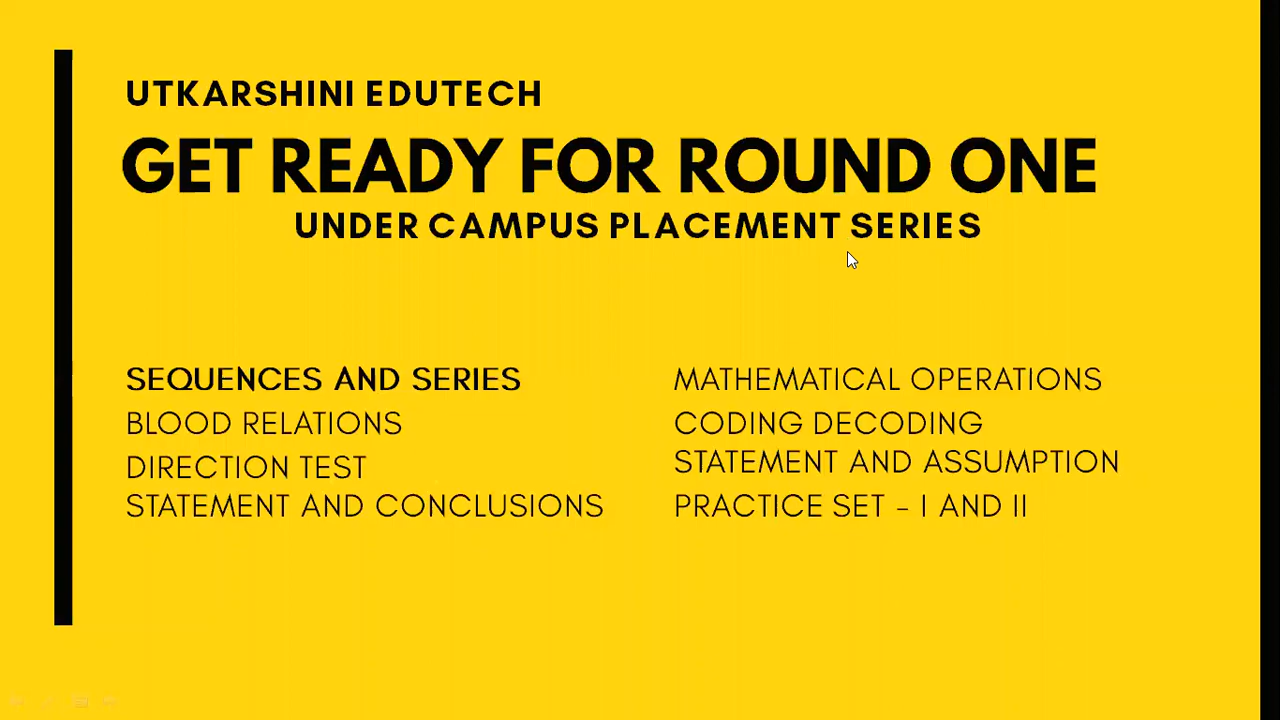 UTKARSHINI EDUTECH
GET READY FOR ROUND ONE
UNDER CAMPUS PLACEMENT SERIES
SEQUENCES AND SERIES
BLOOD RELATIONS
DIRECTION TEST
STATEMENT AND CONCLUSIONS
MATHEMATICAL OPERATIONS
CODING DECODING
STATEMENT AND ASSUMPTION
PRACTICE SET - I AND II